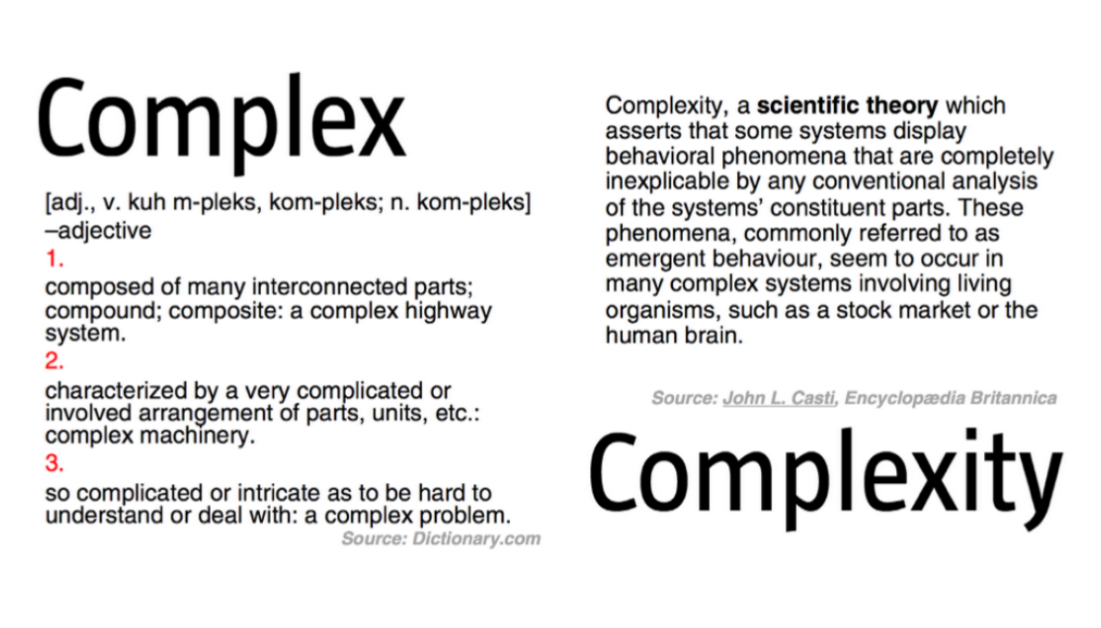 Complex
[adj., v. kuh m-pleks, kom-pleks; n. kom-pleks]
–adjective
1.
composed of many interconnected parts;
compound; composite: a complex highway
system.
2.
characterized by a very complicated or
involved arrangement of parts, units, etc.:
complex machinery.
3.
so complicated or intricate as to be hard to
understand or deal with: a complex problem.
Source: Dictionary.com
Complexity, a scientific theory which
asserts that some systems display
behavioral phenomena that are completely
inexplicable by any conventional analysis
of the systems’ constituent parts. These
phenomena, commonly referred to as
emergent behaviour, seem to occur in
many complex systems involving living
organisms, such as a stock market or the
human brain.
Source: John L. Casti, Encyclopædia Britannica
Complexity